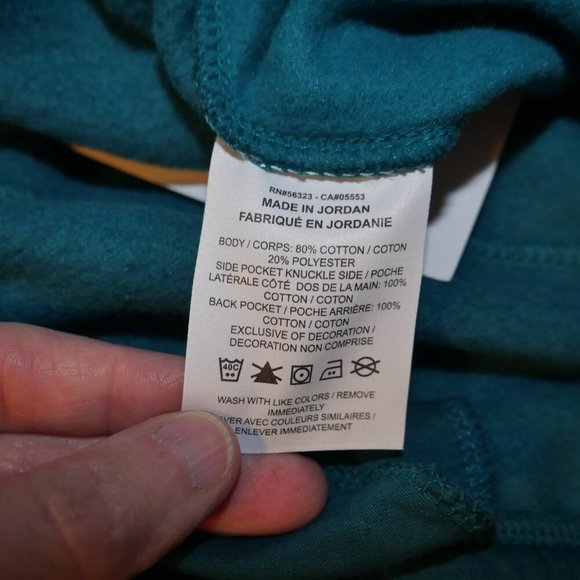 RN#56323 - CA#05553
MADE IN JORDAN
FABRIQUÉ EN JORDANIE
BODY / CORPS: 80% COTTON / COTON
20% POLYESTER
SIDE POCKET KNUCKLE SIDE / POCHE
LATÉRALE CÔTÉ DOS DE LA MAIN: 100%
COTTON / COTON
BACK POCKET / POCHE ARRIÈRE: 100%
COTTON / COTON
EXCLUSIVE OF DECORATION /
DÉCORATION NON COMPRISE
40C
WASH WITH LIKE COLORS / REMOVE
IMMEDIATELY
AVEC COULEURS SIMILAIRES /
ENLEVER IMMEDIATEMENT